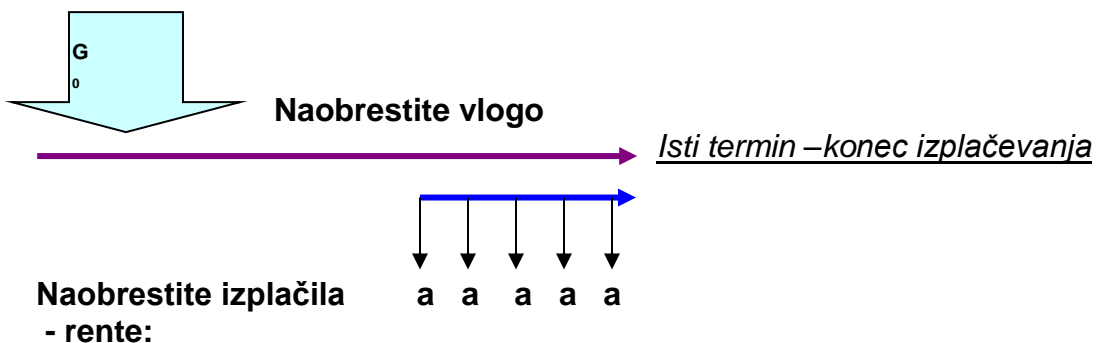 G
0
Naobrestite vlogo
Isti termin –konec izplačevanja
Naobrestite izplačila a a a a a
- rente: